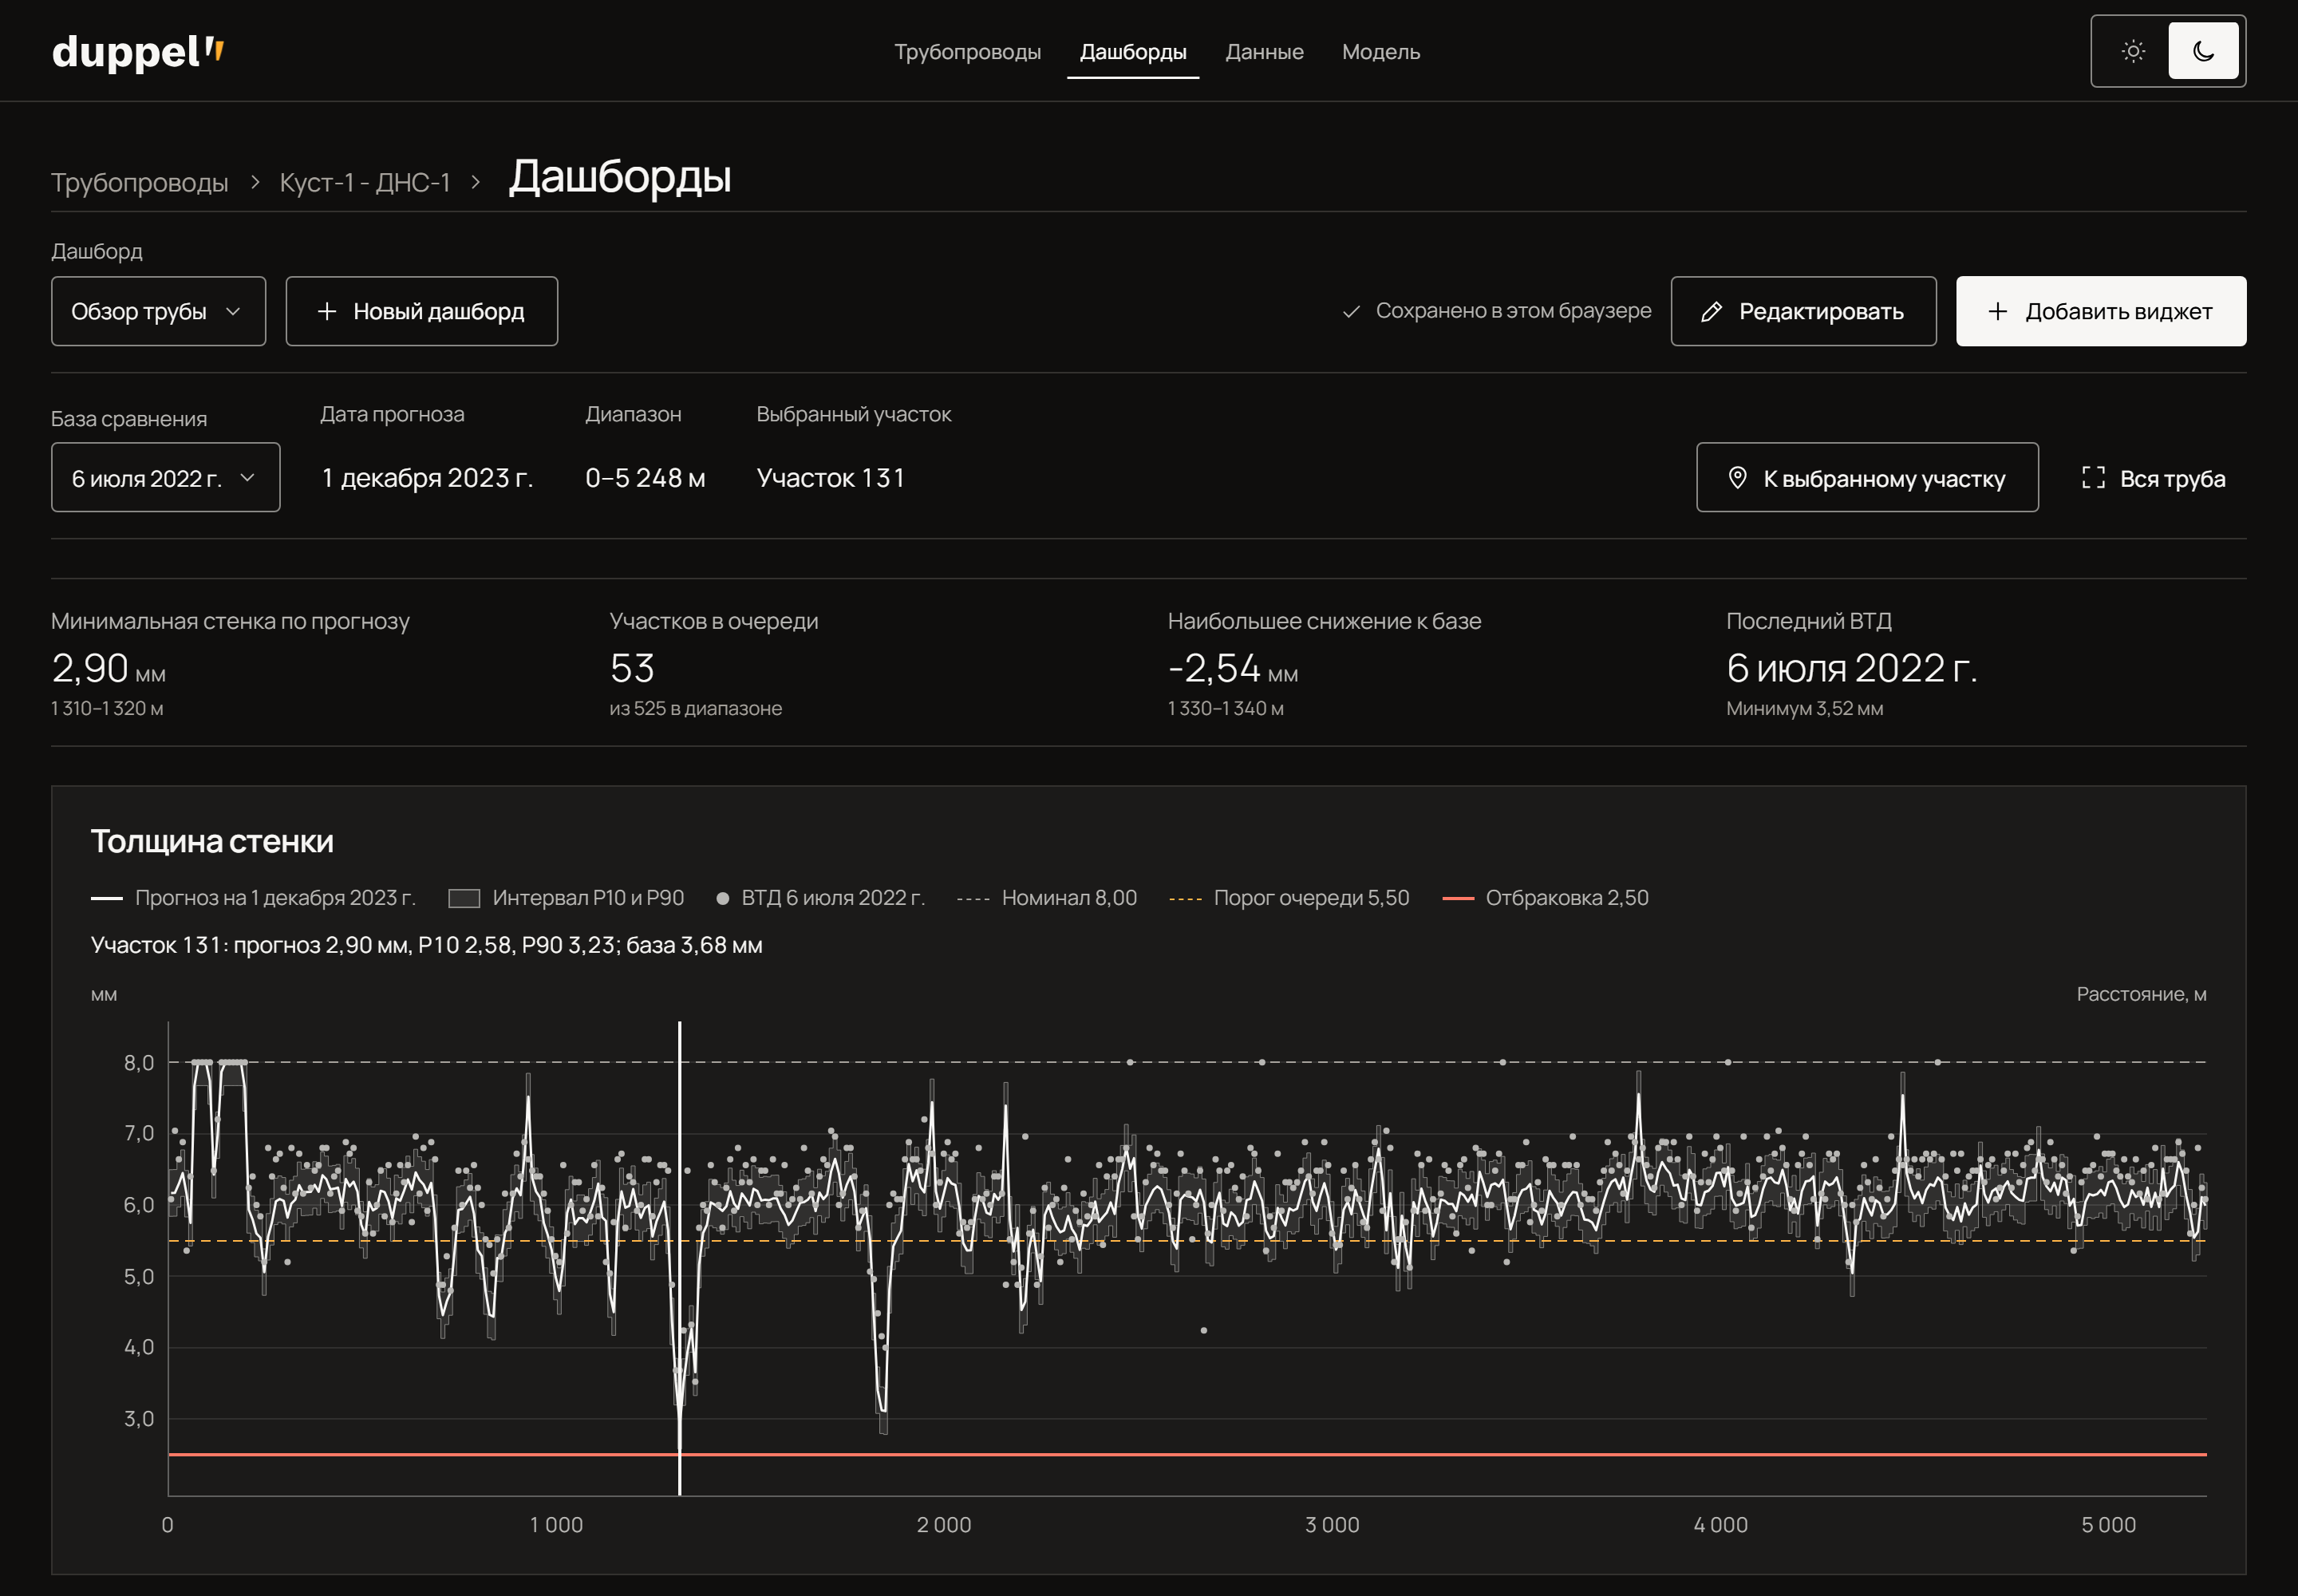 duppel
Трубопроводы Дашборды Данные Модель
Трубопроводы Куст-1 - ДНС-1 Дашборды
Дашборд
Обзор трубы
Новый дашборд
Сохранено в этом браузере
Редактировать
Добавить виджет
База сравнения
6 июля 2022 г.
Дата прогноза
1 декабря 2023 г.
Диапазон
0–5 248 м
Выбранный участок
Участок 131
К выбранному участку
Вся труба
Минимальная стенка по прогнозу
2,90 мм
1 310–1 320 м
Участков в очереди
53
из 525 в диапазоне
Наибольшее снижение к базе
-2,54 мм
1 330–1 340 м
Последний ВТД
6 июля 2022 г.
Минимум 3,52 мм
Толщина стенки
Прогноз на 1 декабря 2023 г. Интервал P10 и P90 ВТД 6 июля 2022 г. Номинал 8,00 Порог очереди 5,50 Отбраковка 2,50
Участок 131: прогноз 2,90 мм, P10 2,58, P90 3,23; база 3,68 мм
мм
Расстояние, м
8,0
7,0
6,0
5,0
4,0
3,0
0 1 000 2 000 3 000 4 000 5 000